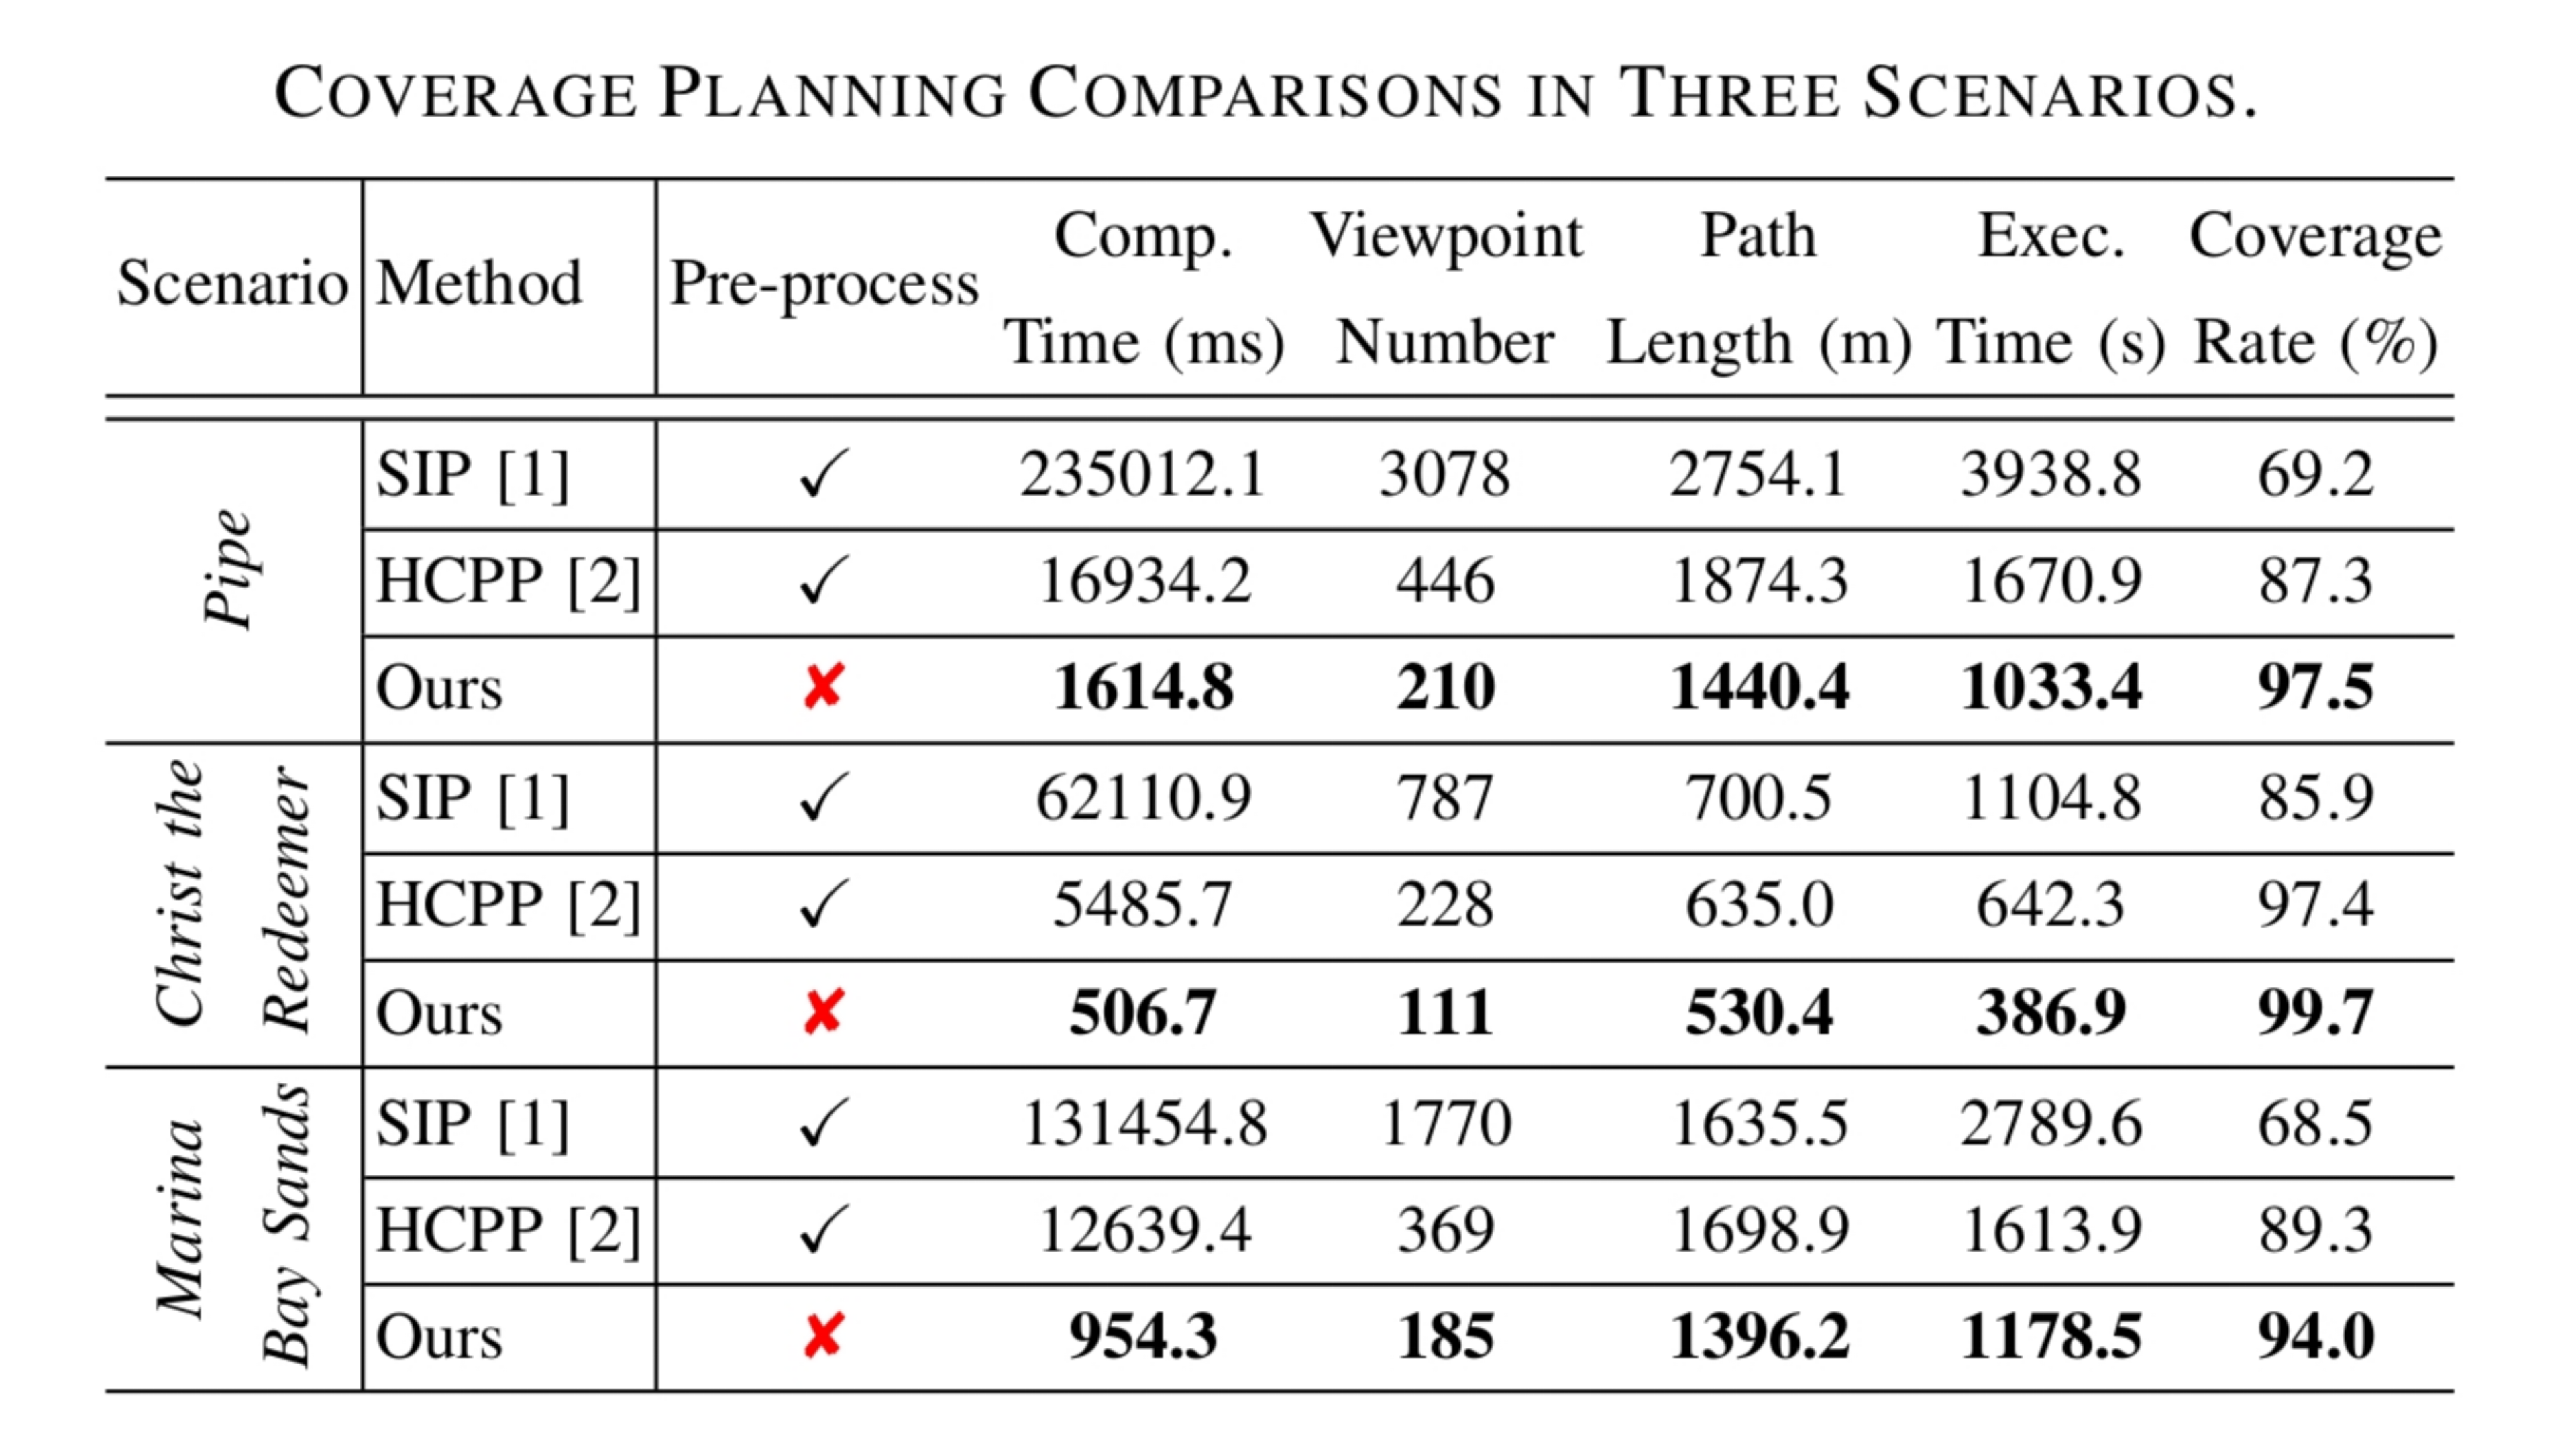 COVERAGE PLANNING COMPARISONS IN THREE SCENARIOS.
Scenario Method Pre-process Comp. Time (ms) Viewpoint Number Path Length (m) Exec. Time (s) Coverage Rate (%)
Pipe
SIP [1] ✓ 235012.1 3078 2754.1 3938.8 69.2
HCPP [2] ✓ 16934.2 446 1874.3 1670.9 87.3
Ours ✘ 1614.8 210 1440.4 1033.4 97.5
Christ the
Redeemer
SIP [1] ✓ 62110.9 787 700.5 1104.8 85.9
HCPP [2] ✓ 5485.7 228 635.0 642.3 97.4
Ours ✘ 506.7 111 530.4 386.9 99.7
Marina
Bay Sands
SIP [1] ✓ 131454.8 1770 1635.5 2789.6 68.5
HCPP [2] ✓ 12639.4 369 1698.9 1613.9 89.3
Ours ✘ 954.3 185 1396.2 1178.5 94.0